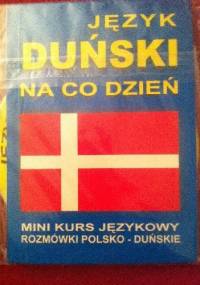 JĘZYK
DUŃSKI
NA CO DZIEŃ
MINI KURS JĘZYKOWY
ROZMÓWKI POLSKO - DUŃSKIE